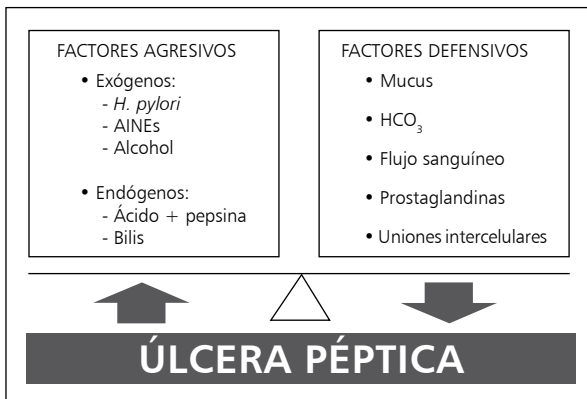 FACTORES AGRESIVOS
• Exógenos:
- H. pylori
- AINEs
- Alcohol
• Endógenos:
- Ácido + pepsina
- Bilis
FACTORES DEFENSIVOS
• Mucus
• HCO₃
• Flujo sanguíneo
• Prostaglandinas
• Uniones intercelulares
ÚLCERA PÉPTICA